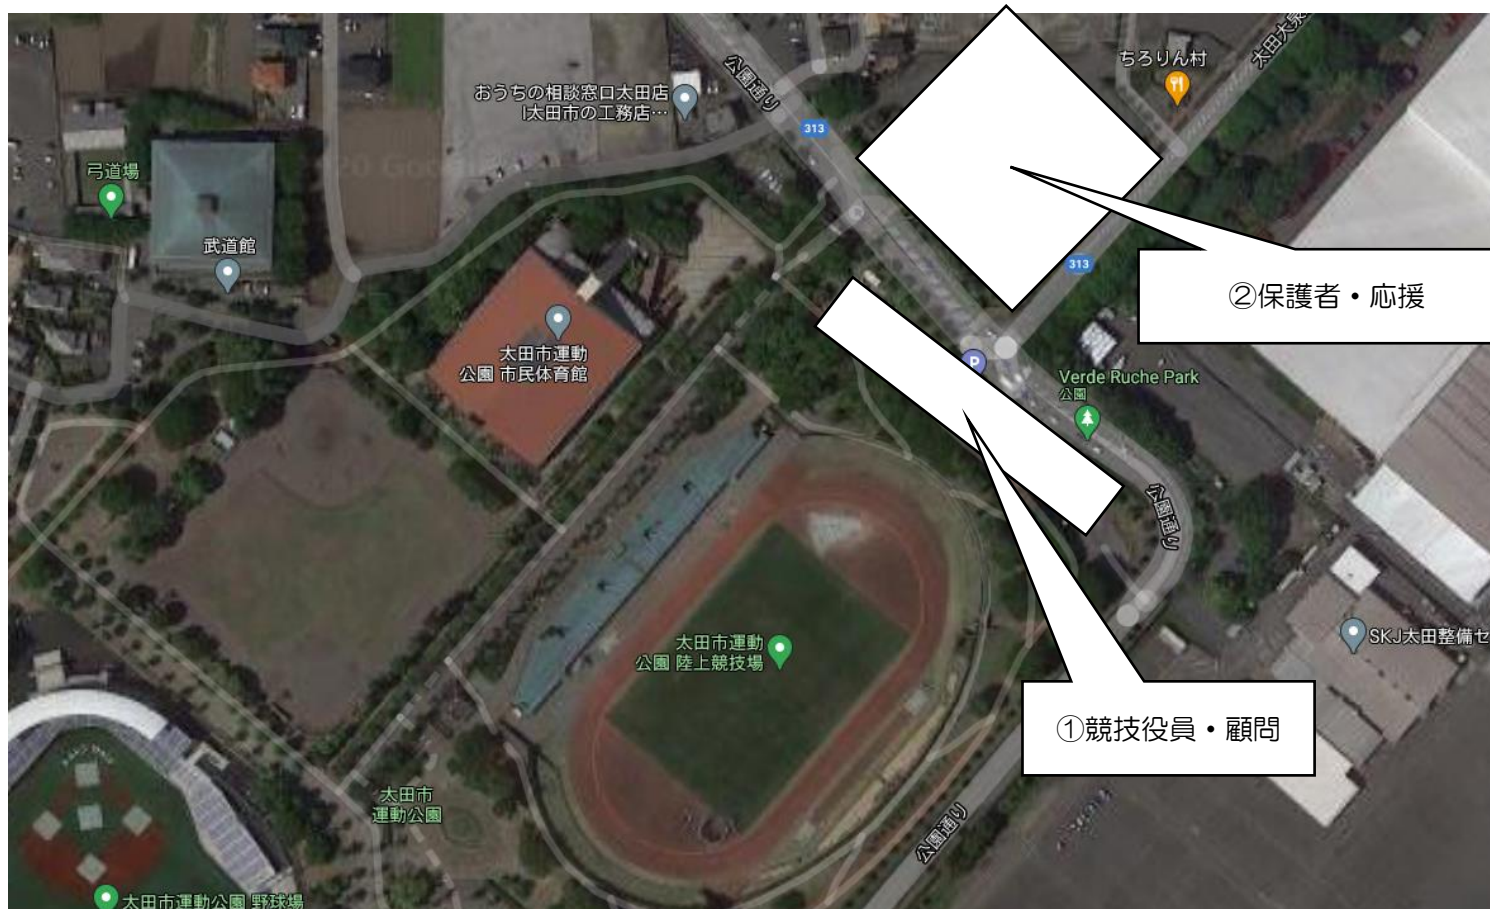 公園通り
太田大泉
ちろりん村
おうちの相談窓口太田店
|太田市の工務店…
313
弓道場
武道館
313
②保護者・応援
太田市運動
公園 市民体育館
P
Verde Ruche Park
公園
公園通り
太田市運動
公園 陸上競技場
SKJ太田整備セ
①競技役員・顧問
太田市
運動公園
公園通り
太田市運動公園 野球場